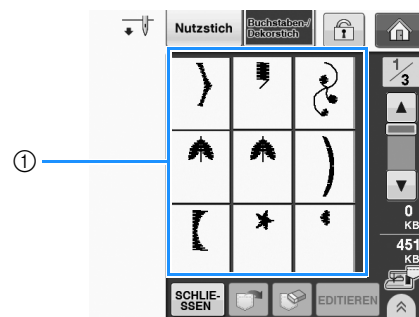 Nutzstich
Buchstaben-/
Dekorstich
1/3
①
0
KB
451
KB
SCHLIE-
SSEN
EDITIEREN